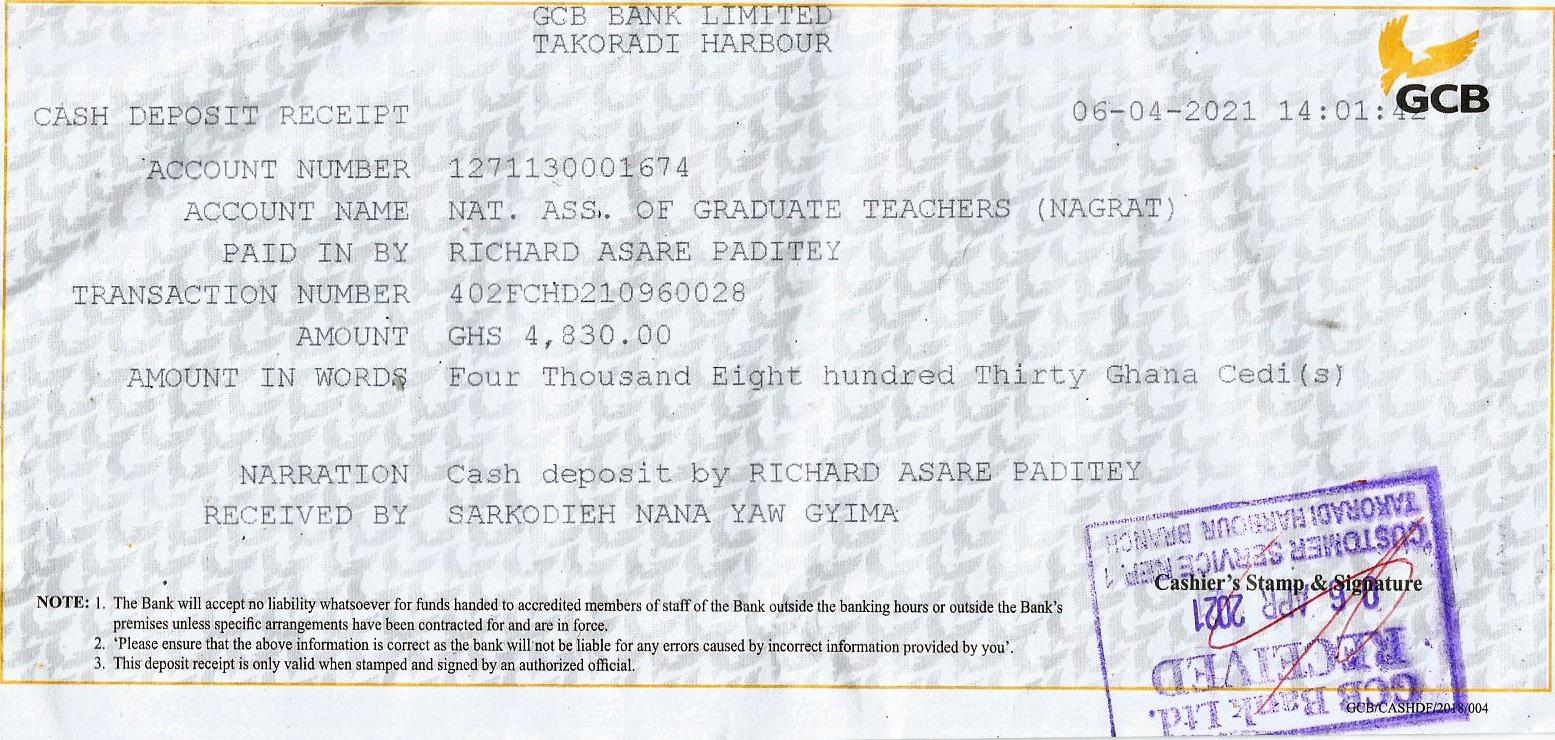 GCB BANK LIMITED
TAKORADI HARBOUR
GCB
CASH DEPOSIT RECEIPT 06-04-2021 14:01:42
ACCOUNT NUMBER 1271130001674
ACCOUNT NAME NAT. ASS. OF GRADUATE TEACHERS (NAGRAT)
PAID IN BY RICHARD ASARE PADITEY
TRANSACTION NUMBER 402FCHD210960028
AMOUNT GHS 4,830.00
AMOUNT IN WORDS Four Thousand Eight hundred Thirty Ghana Cedi(s)
NARRATION Cash deposit by RICHARD ASARE PADITEY
RECEIVED BY SARKODIEH NANA YAW GYIMA
Cashier's Stamp & Signature
NOTE: 1. The Bank will accept no liability whatsoever for funds handed to accredited members of staff of the Bank outside the banking hours or outside the Bank's
premises unless specific arrangements have been contracted for and are in force.
2. 'Please ensure that the above information is correct as the bank will not be liable for any errors caused by incorrect information provided by you'.
3. This deposit receipt is only valid when stamped and signed by an authorized official.
GCB Bank Ltd.
RECEIVED
06 APR 2021
CUSTOMER SERVICE REP. 1
TAKORADI HARBOUR BRANCH
GCB/CASHDE/2018/004